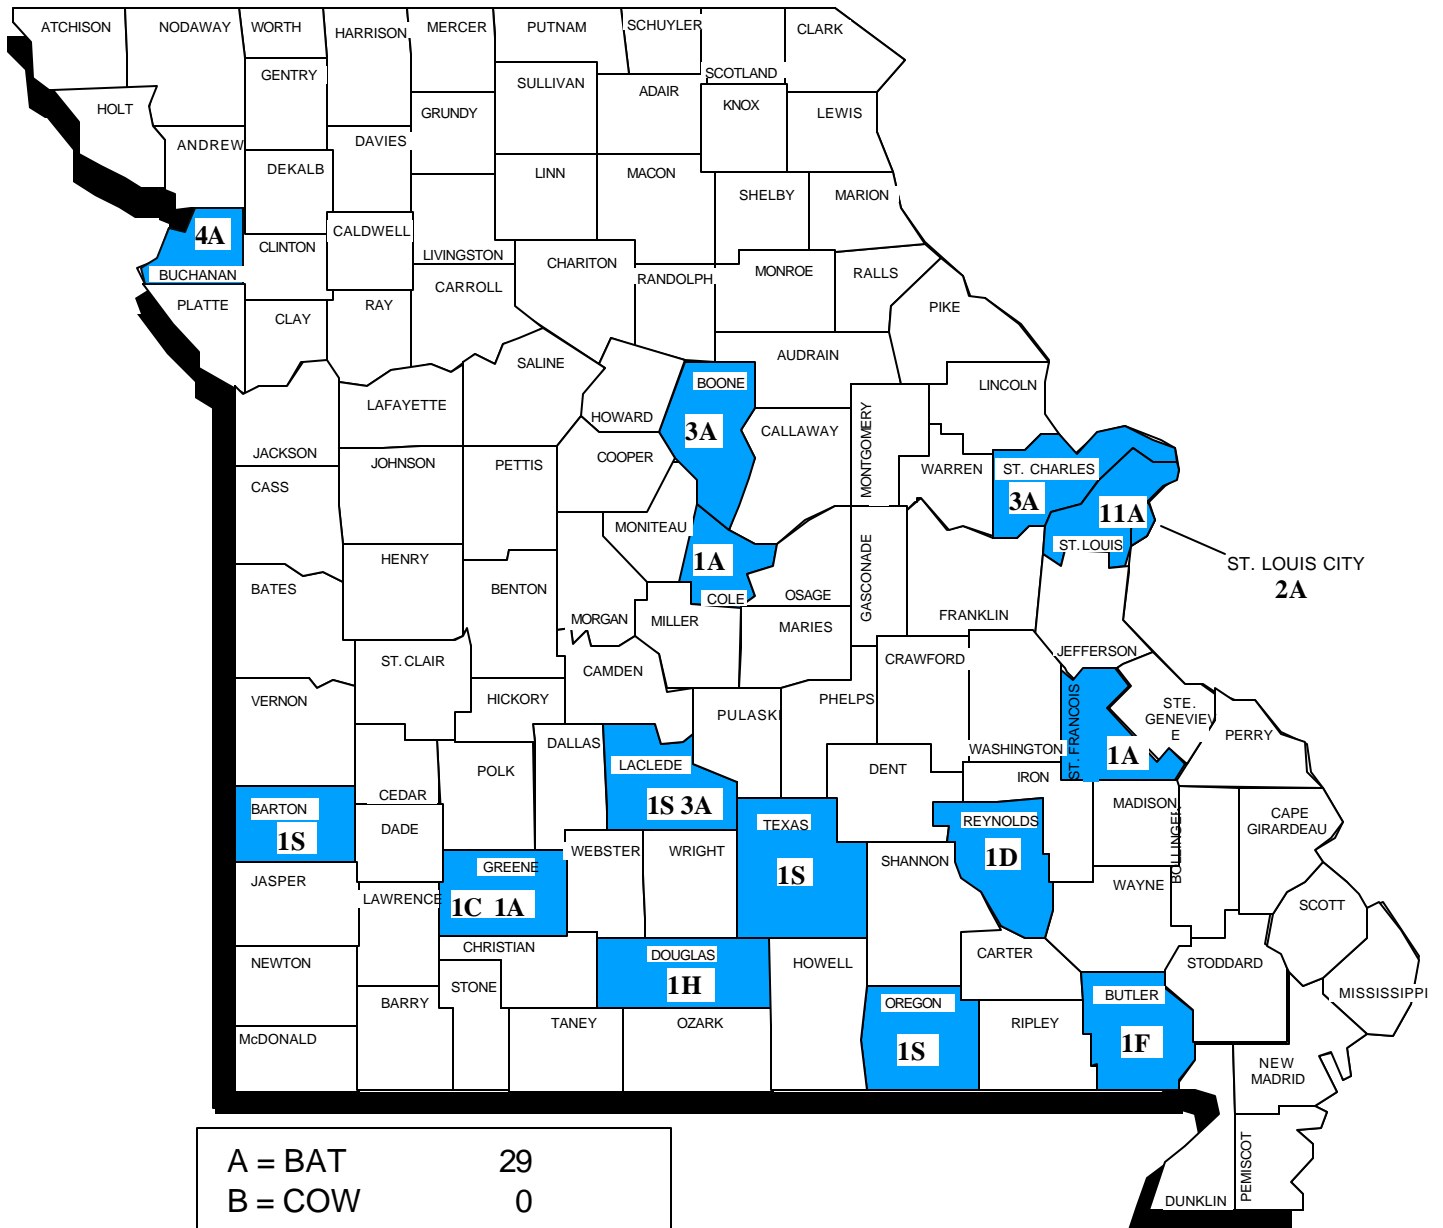 ATCHISON
NODAWAY
WORTH
HARRISON
MERCER
PUTNAM
SCHUYLER
CLARK
GENTRY
SCOTLAND
SULLIVAN
ADAIR
HOLT
GRUNDY
KNOX
LEWIS
ANDREW
DAVIES
DEKALB
LINN
MACON
SHELBY
MARION
4A
CALDWELL
CLINTON
LIVINGSTON
CHARITON
BUCHANAN
RANDOLPH
MONROE
RALLS
CARROLL
PLATTE
CLAY
RAY
PIKE
SALINE
AUDRAIN
BOONE
LINCOLN
LAFAYETTE
HOWARD
3A
CALLAWAY
MONTGOMERY
JACKSON
JOHNSON
PETTIS
COOPER
WARREN
ST. CHARLES
CASS
3A
11A
MONITEAU
ST. LOUIS
HENRY
1A
GASCONADE
ST. LOUIS CITY
2A
BATES
BENTON
COLE
OSAGE
MORGAN
MILLER
MARIES
FRANKLIN
JEFFERSON
ST. CLAIR
CAMDEN
CRAWFORD
VERNON
HICKORY
PHELPS
PULASKI
ST. FRANCOIS
STE.
GENEVIEV
E
PERRY
DALLAS
WASHINGTON
1A
LACLEDE
DENT
IRON
POLK
CEDAR
1S 3A
MADISON
BARTON
TEXAS
REYNOLDS
BOLLINGER
CAPE
GIRARDEAU
1S
DADE
WEBSTER
WRIGHT
SHANNON
1D
GREENE
1S
JASPER
WAYNE
LAWRENCE
1C 1A
SCOTT
CHRISTIAN
DOUGLAS
HOWELL
CARTER
NEWTON
STODDARD
STONE
1H
BARRY
OREGON
BUTLER
MISSISSIPPI
TANEY
OZARK
RIPLEY
McDONALD
1S
1F
NEW
MADRID
PEMISCOT
DUNKLIN
A = BAT 29
B = COW 0